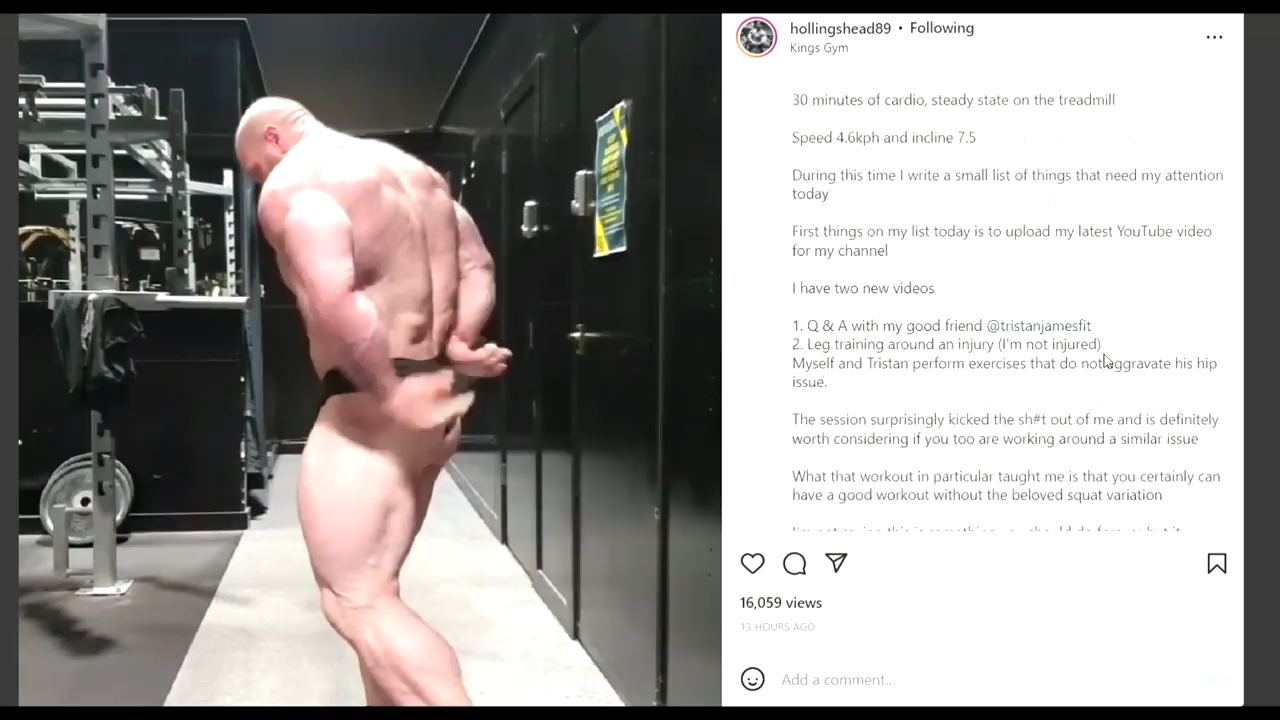 hollingshead89 • Following
Kings Gym
30 minutes of cardio, steady state on the treadmill
Speed 4.6kph and incline 7.5
During this time I write a small list of things that need my attention
today
First things on my list today is to upload my latest YouTube video
for my channel
I have two new videos
1. Q & A with my good friend @tristanjamesfit
2. Leg training around an injury (I'm not injured)
Myself and Tristan perform exercises that do not aggravate his hip
issue.
The session surprisingly kicked the sh#t out of me and is definitely
worth considering if you too are working around a similar issue
What that workout in particular taught me is that you certainly can
have a good workout without the beloved squat variation
16,059 views
13 HOURS AGO
Add a comment...